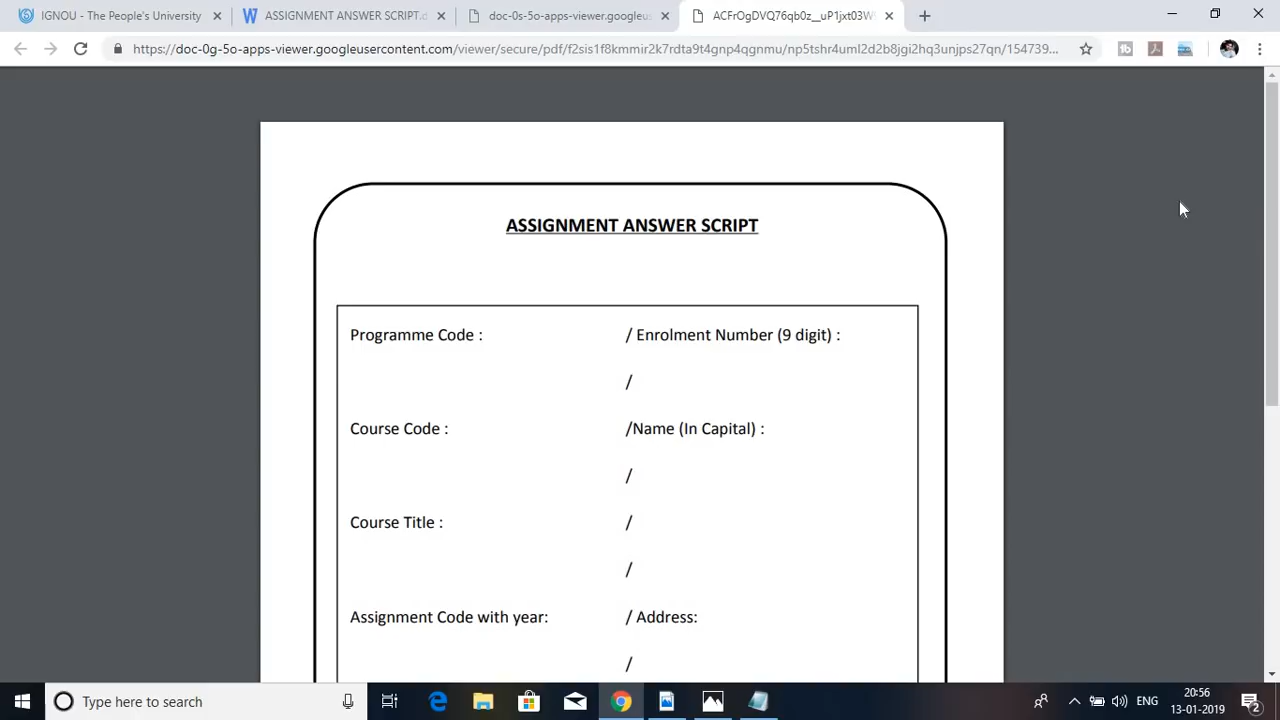 IGNOU - The People's University
ASSIGNMENT ANSWER SCRIPT.d
doc-0s-5o-apps-viewer.googleu
ACFrOgDVQ76qb0z__uP1jxt03W
https://doc-0g-5o-apps-viewer.googleusercontent.com/viewer/secure/pdf/f2sis1f8kmmir2k7rdta9t4gnp4qgnmu/np5tshr4uml2d2b8jgi2hq3unjps27qn/154739...
ASSIGNMENT ANSWER SCRIPT
Programme Code : / Enrolment Number (9 digit) :
/
Course Code : /Name (In Capital) :
/
Course Title : /
/
Assignment Code with year: / Address:
/
Type here to search
ENG
20:56
13-01-2019
2